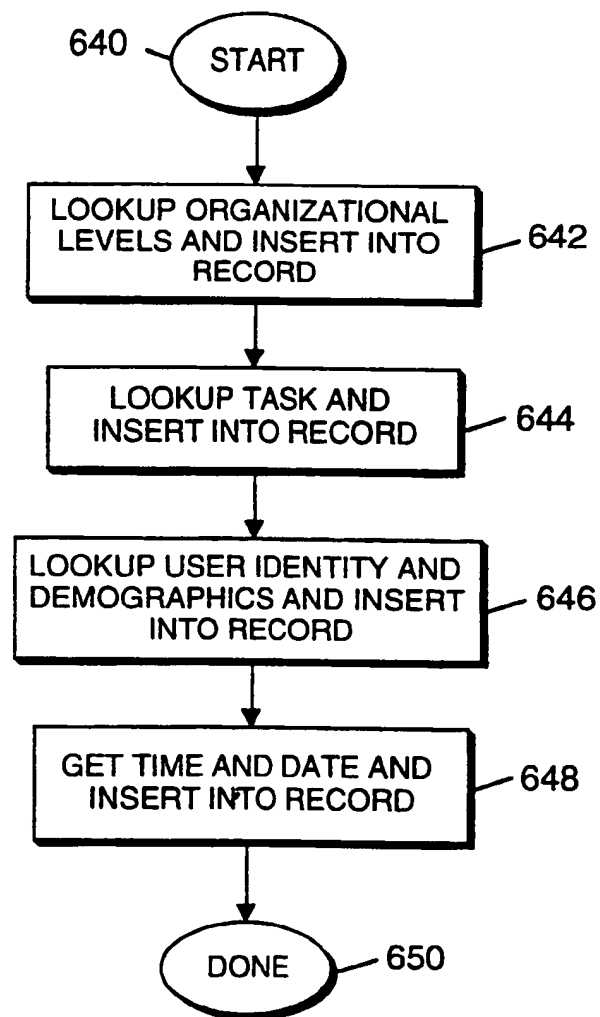 640
START
LOOKUP ORGANIZATIONAL
LEVELS AND INSERT INTO
RECORD
642
LOOKUP TASK AND
INSERT INTO RECORD
644
LOOKUP USER IDENTITY AND
DEMOGRAPHICS AND INSERT
INTO RECORD
646
GET TIME AND DATE AND
INSERT INTO RECORD
648
DONE
650